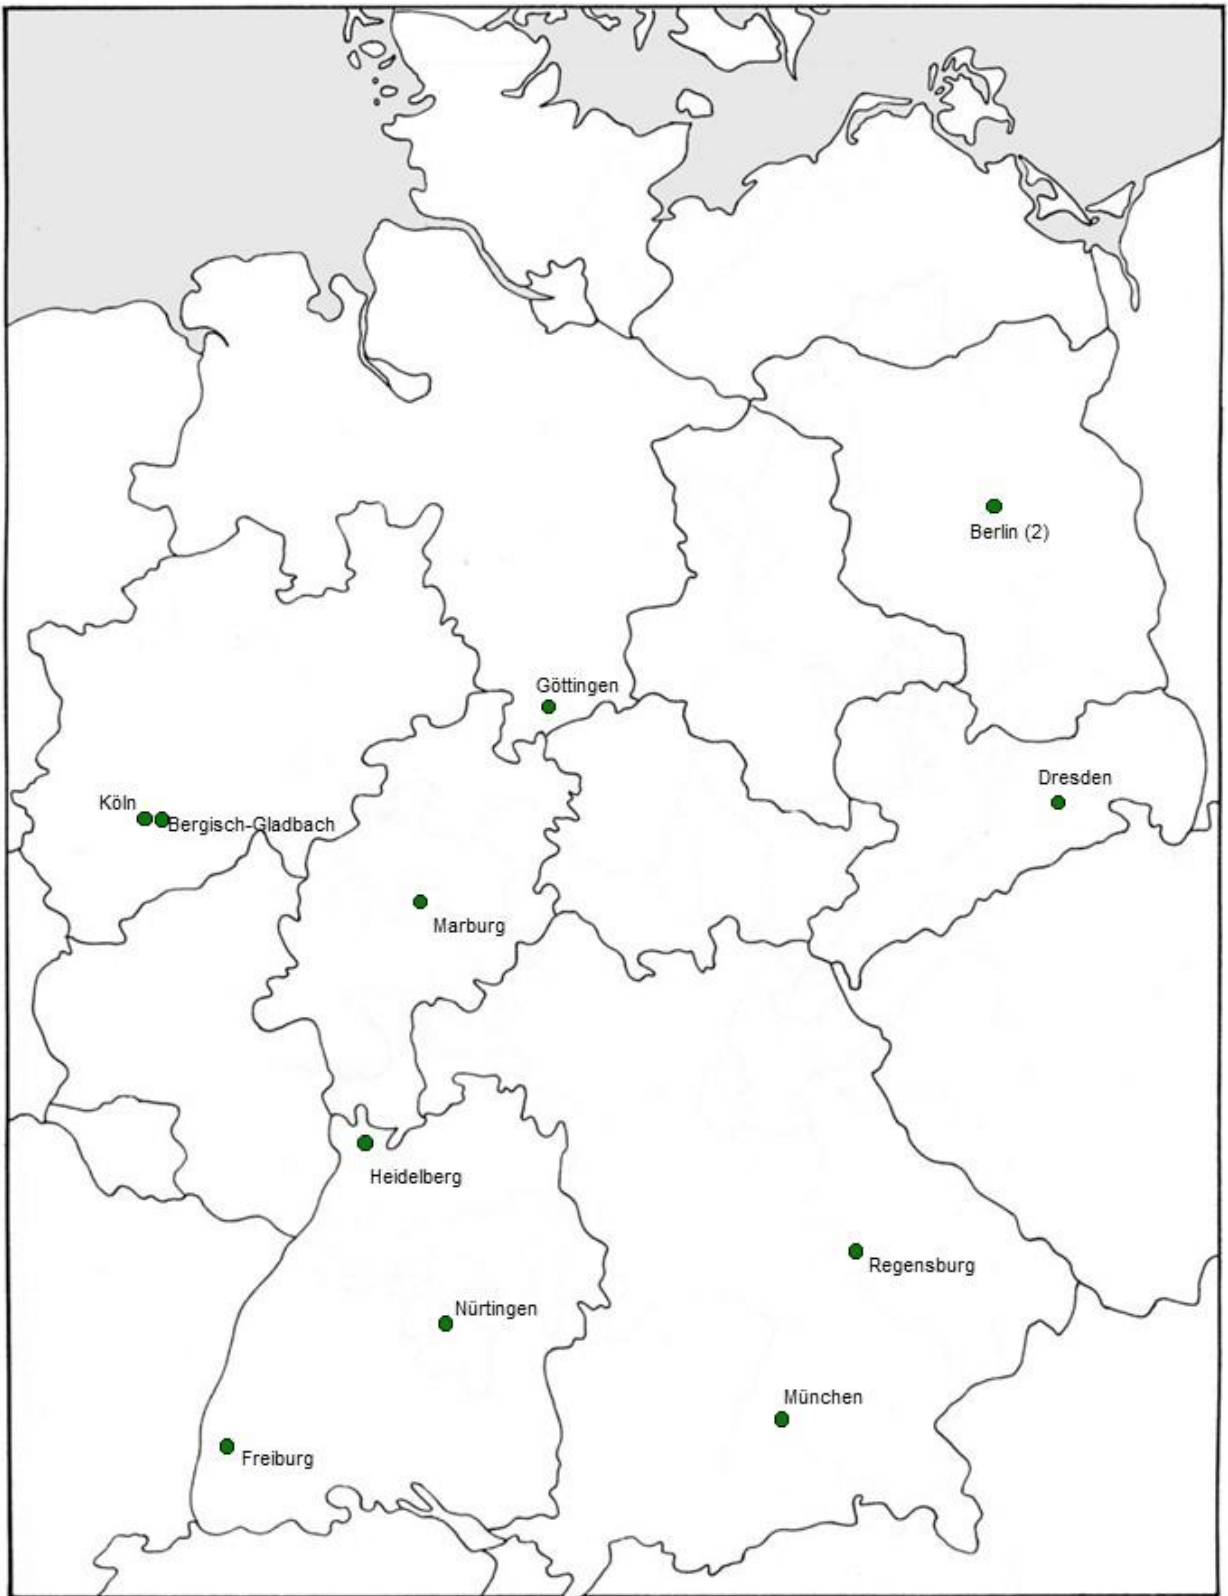 Berlin (2)
Göttingen
Dresden
Köln
Bergisch-Gladbach
Marburg
Heidelberg
Regensburg
Nürtingen
München
Freiburg